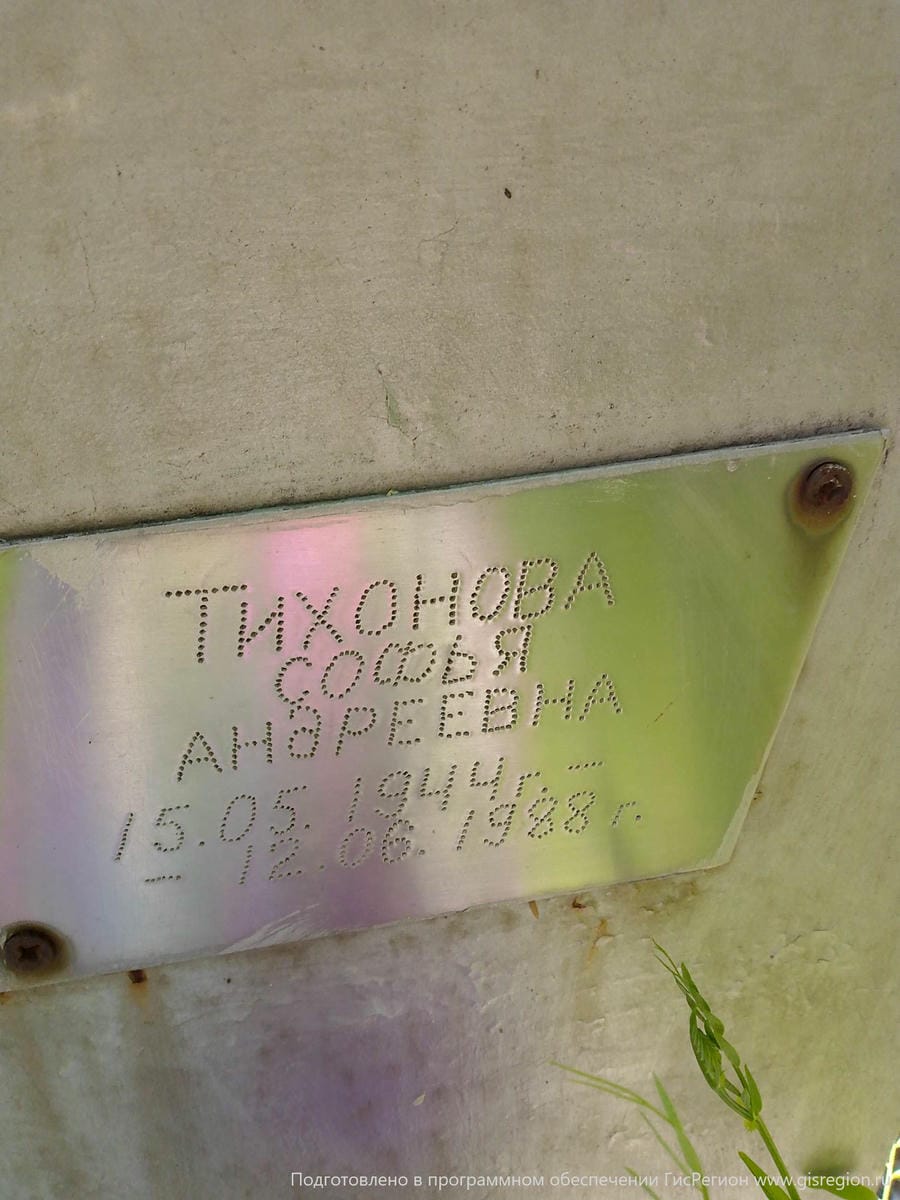 ТИХОНОВА
СОФЬЯ
АНДРЕЕВНА
15.05.1944г. –
– 12.06.1988г.
Подготовлено в программном обеспечении ГисРегион www.gisregion.ru